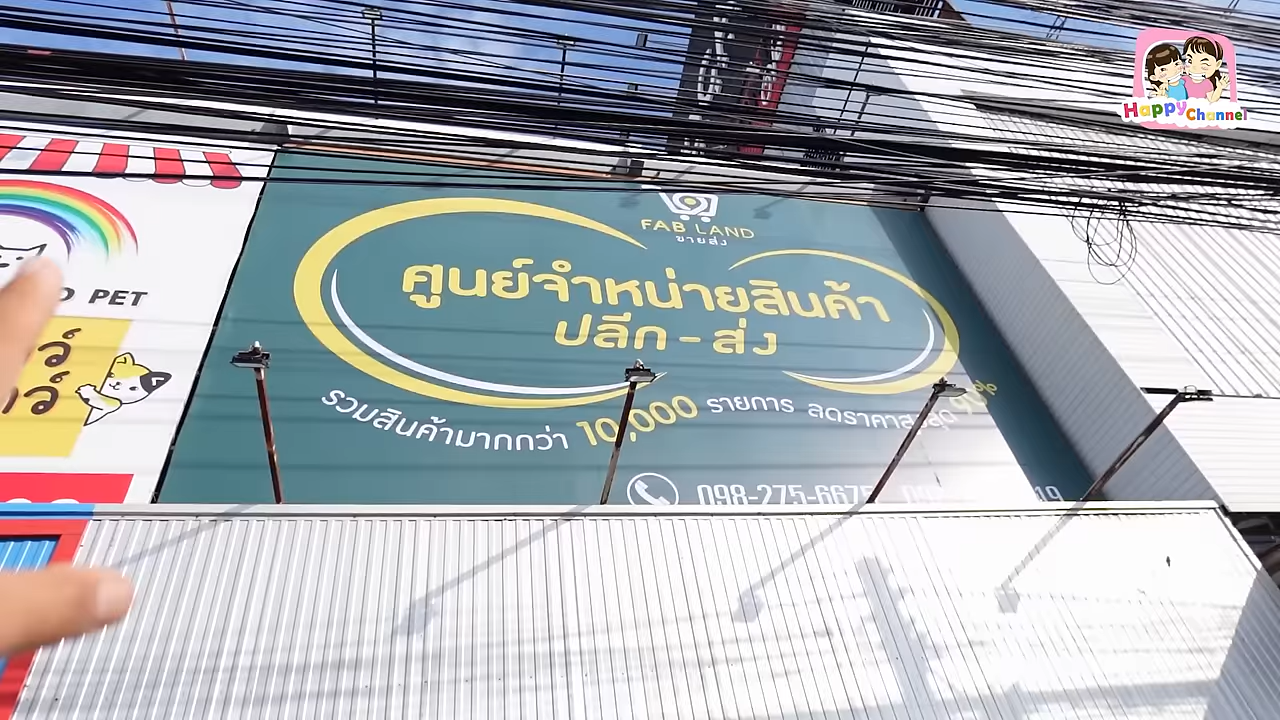 Happy Channel
FAB LAND
ขายส่ง
ศูนย์จำหน่ายสินค้า
ปลีก - ส่ง
รวมสินค้ามากกว่า 10,000 รายการ ลดราคาสูงสุด
098-275-6675
PET